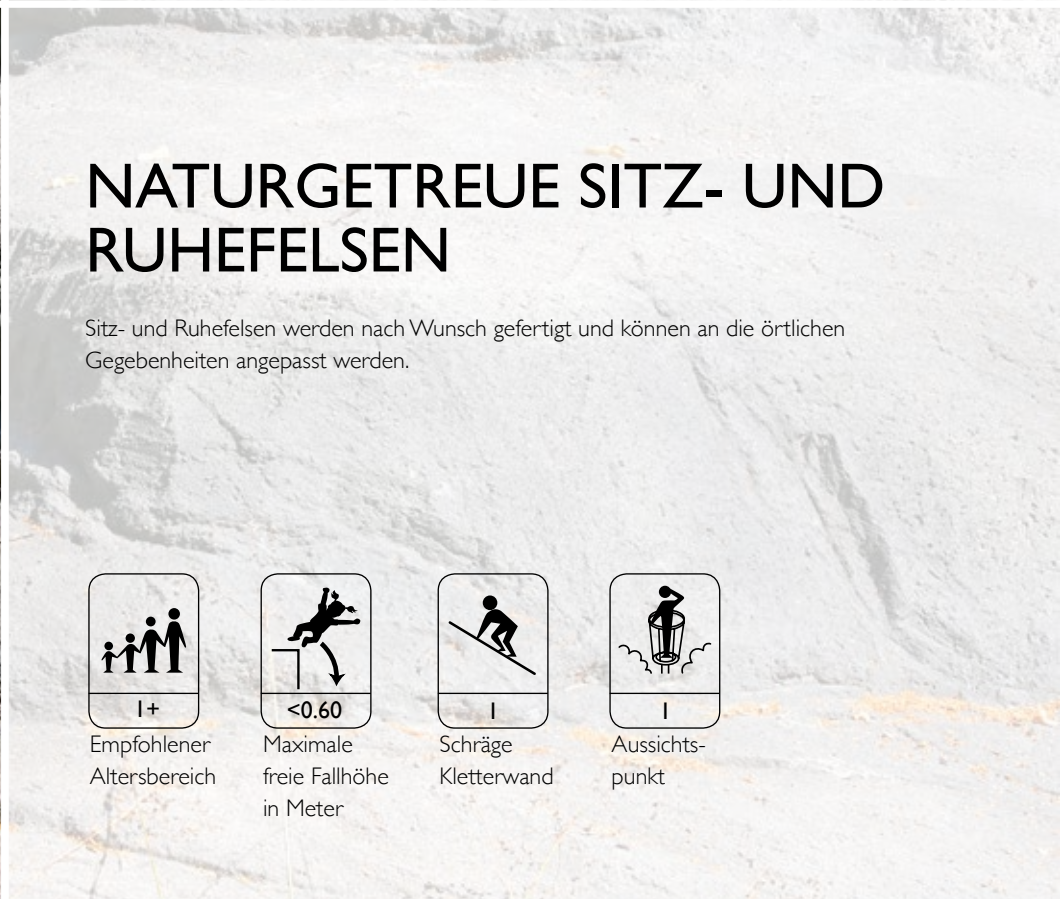 NATURGETREUE SITZ- UND
RUHEFELSEN
Sitz- und Ruhefelsen werden nach Wunsch gefertigt und können an die örtlichen
Gegebenheiten angepasst werden.
1+
Empfohlener
Altersbereich
<0.60
Maximale
freie Fallhöhe
in Meter
1
Schräge
Kletterwand
1
Aussichts-
punkt